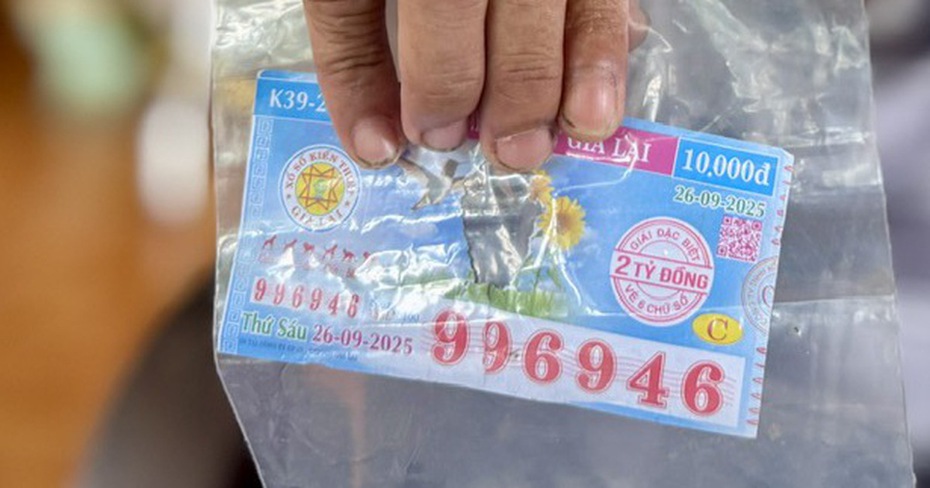 K39-2
GIA LAI
10.000đ
26-09-2025
XỔ SỐ KIẾN THIẾT
GIA LAI
GIẢI ĐẶC BIỆT
2 TỶ ĐỒNG
VÉ 6 CHỮ SỐ
996946
C
Thứ Sáu 26-09-2025
996946